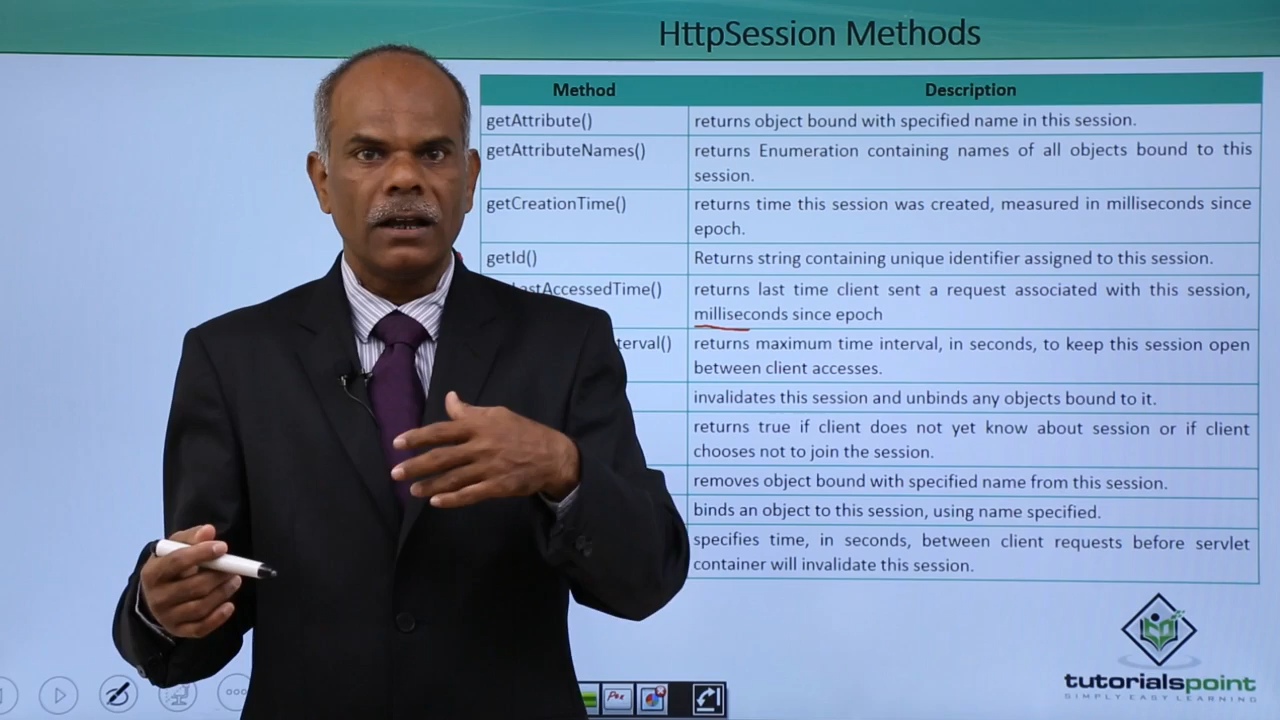 HttpSession Methods
Method Description
getAttribute() returns object bound with specified name in this session.
getAttributeNames() returns Enumeration containing names of all objects bound to this
session.
getCreationTime() returns time this session was created, measured in milliseconds since
epoch.
getId() Returns string containing unique identifier assigned to this session.
LastAccessedTime() returns last time client sent a request associated with this session,
milliseconds since epoch
terval() returns maximum time interval, in seconds, to keep this session open
between client accesses.
invalidates this session and unbinds any objects bound to it.
returns true if client does not yet know about session or if client
chooses not to join the session.
removes object bound with specified name from this session.
binds an object to this session, using name specified.
specifies time, in seconds, between client requests before servlet
container will invalidate this session.
tutorialspoint
SIMPLY EASY LEARNING
Pen